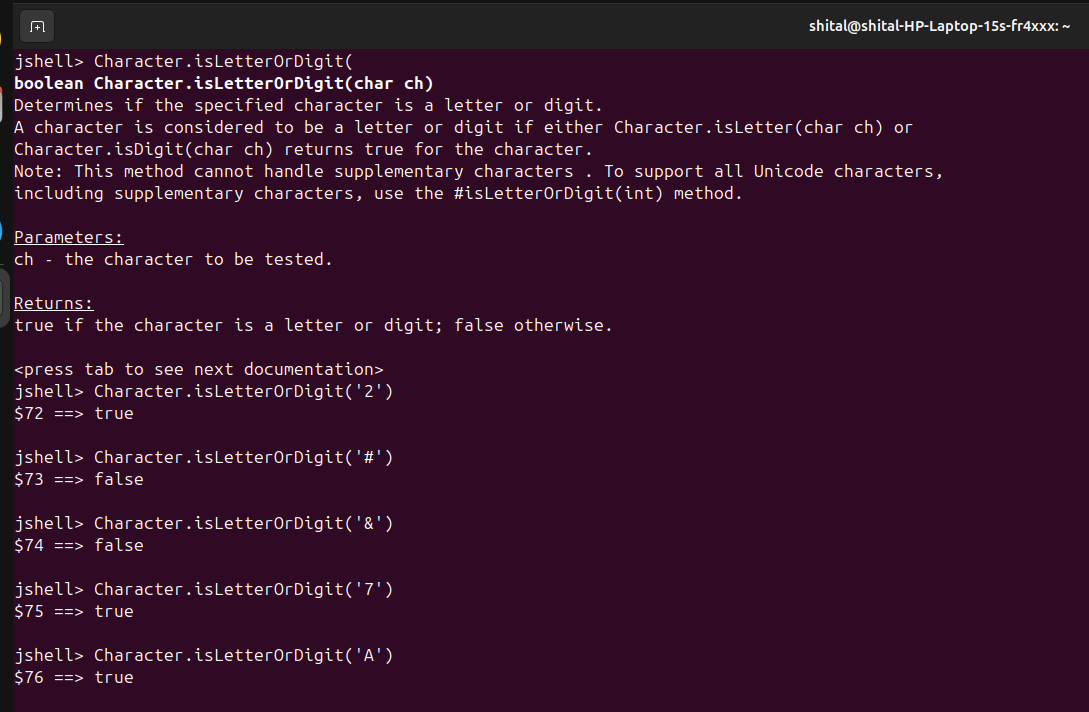 shital@shital-HP-Laptop-15s-fr4xxx: ~
jshell> Character.isLetterOrDigit(
boolean Character.isLetterOrDigit(char ch)
Determines if the specified character is a letter or digit.
A character is considered to be a letter or digit if either Character.isLetter(char ch) or
Character.isDigit(char ch) returns true for the character.
Note: This method cannot handle supplementary characters . To support all Unicode characters,
including supplementary characters, use the #isLetterOrDigit(int) method.
Parameters:
ch - the character to be tested.
Returns:
true if the character is a letter or digit; false otherwise.
<press tab to see next documentation>
jshell> Character.isLetterOrDigit('2')
$72 ==> true
jshell> Character.isLetterOrDigit('#')
$73 ==> false
jshell> Character.isLetterOrDigit('&')
$74 ==> false
jshell> Character.isLetterOrDigit('7')
$75 ==> true
jshell> Character.isLetterOrDigit('A')
$76 ==> true